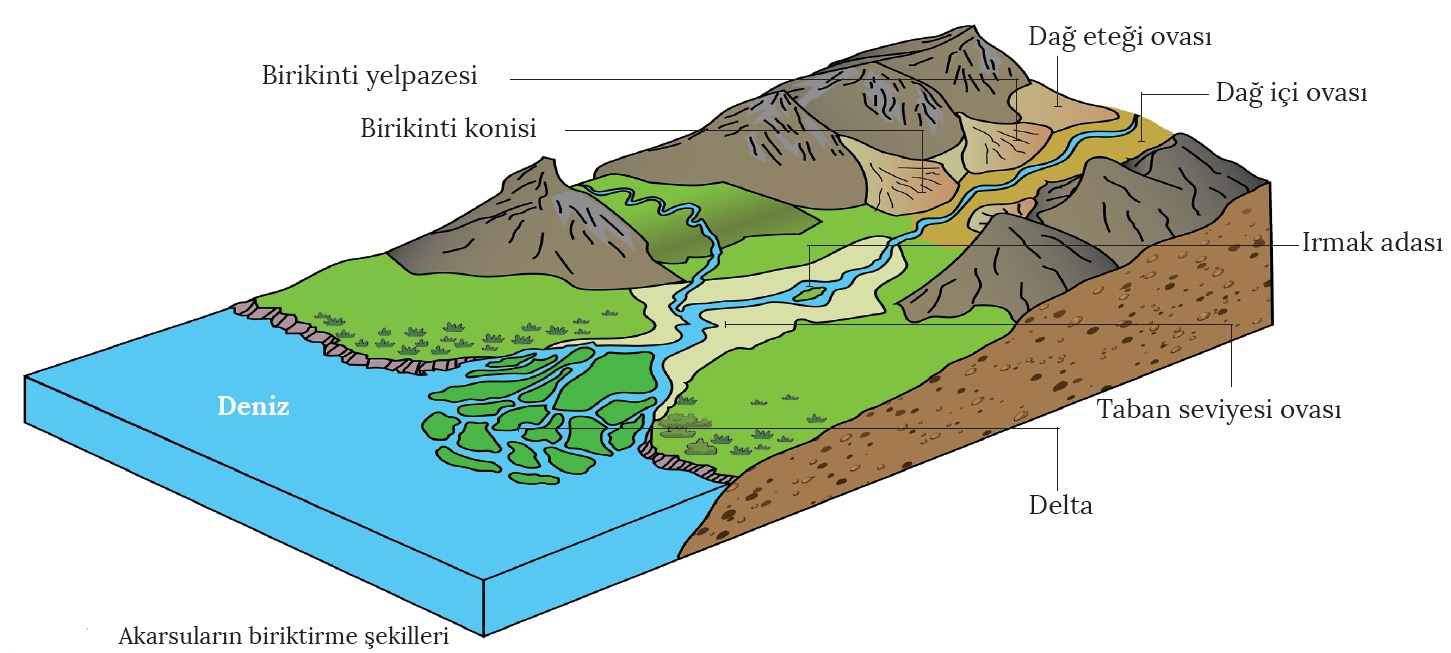 Dağ eteği ovası
Birikinti yelpazesi
Dağ içi ovası
Birikinti konisi
Irmak adası
Deniz
Taban seviyesi ovası
Delta
Akarsuların biriktirme şekilleri